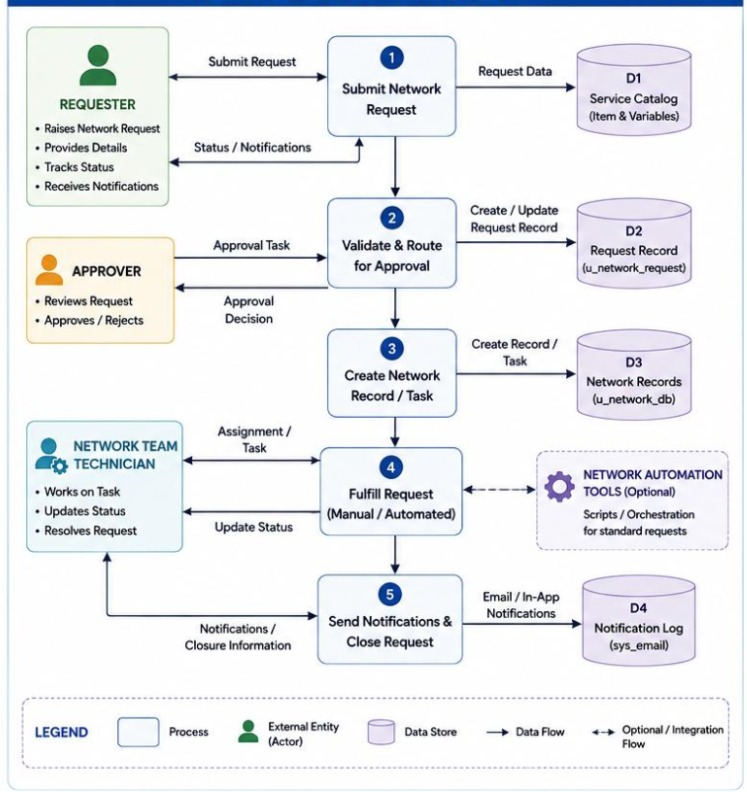 REQUESTER
• Raises Network Request
• Provides Details
• Tracks Status
• Receives Notifications
Submit Request
Status / Notifications
1
Submit Network
Request
Request Data
D1
Service Catalog
(Item & Variables)
APPROVER
• Reviews Request
• Approves / Rejects
Approval Task
Approval
Decision
2
Validate & Route
for Approval
Create / Update
Request Record
D2
Request Record
(u_network_request)
3
Create Network
Record / Task
Create Record /
Task
D3
Network Records
(u_network_db)
NETWORK TEAM
TECHNICIAN
• Works on Task
• Updates Status
• Resolves Request
Assignment /
Task
Update Status
4
Fulfill Request
(Manual / Automated)
NETWORK AUTOMATION
TOOLS (Optional)
Scripts / Orchestration
for standard requests
Notifications /
Closure Information
5
Send Notifications &
Close Request
Email / In-App
Notifications
D4
Notification Log
(sys_email)
LEGEND
Process
External Entity
(Actor)
Data Store
Data Flow
Optional / Integration
Flow